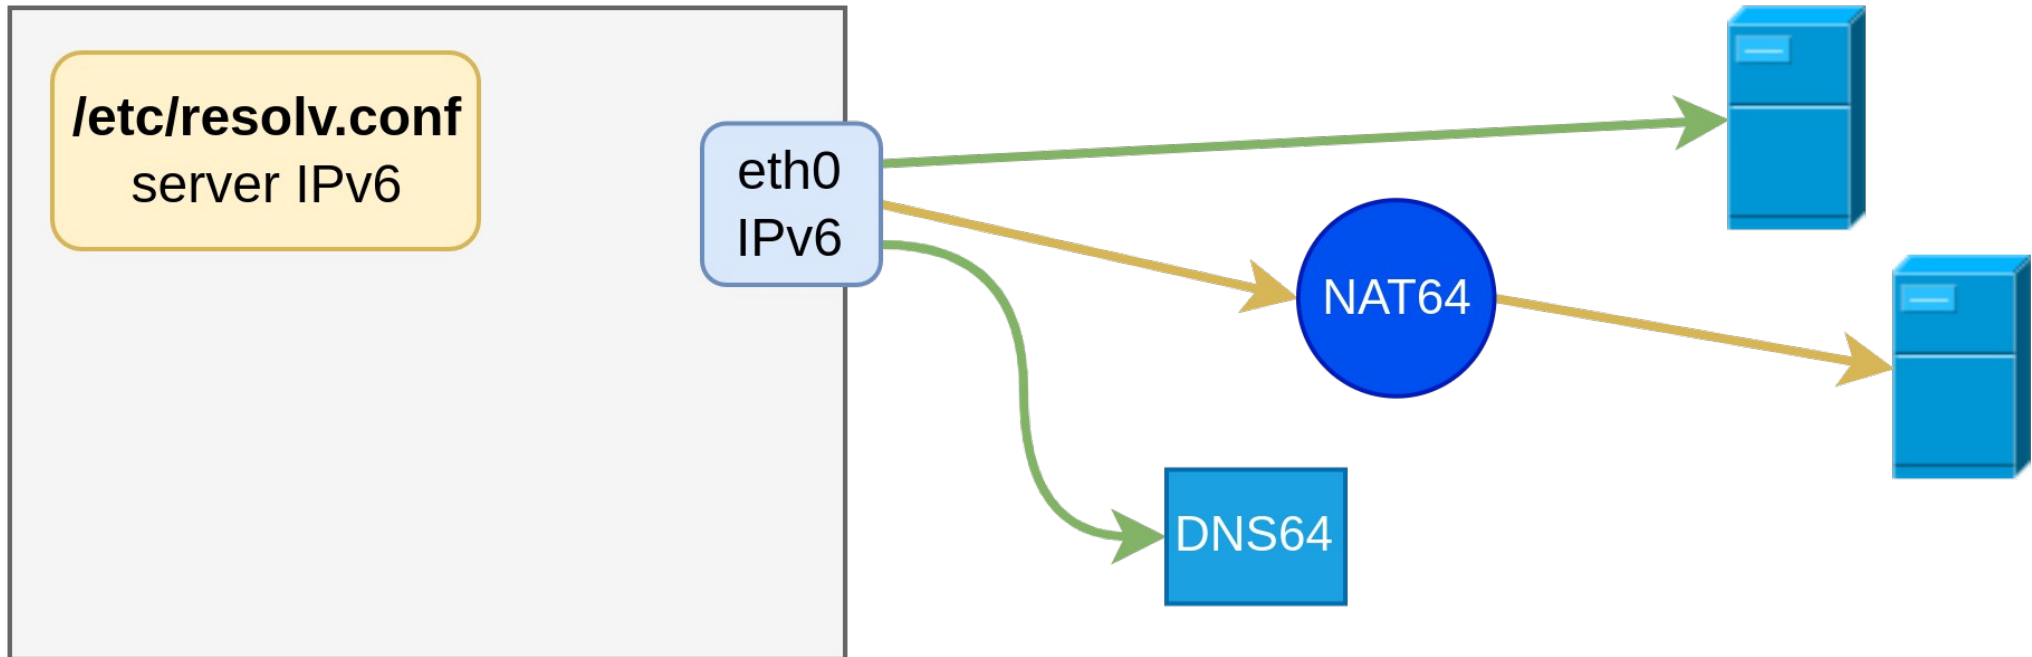 /etc/resolv.conf
server IPv6
eth0
IPv6
NAT64
DNS64